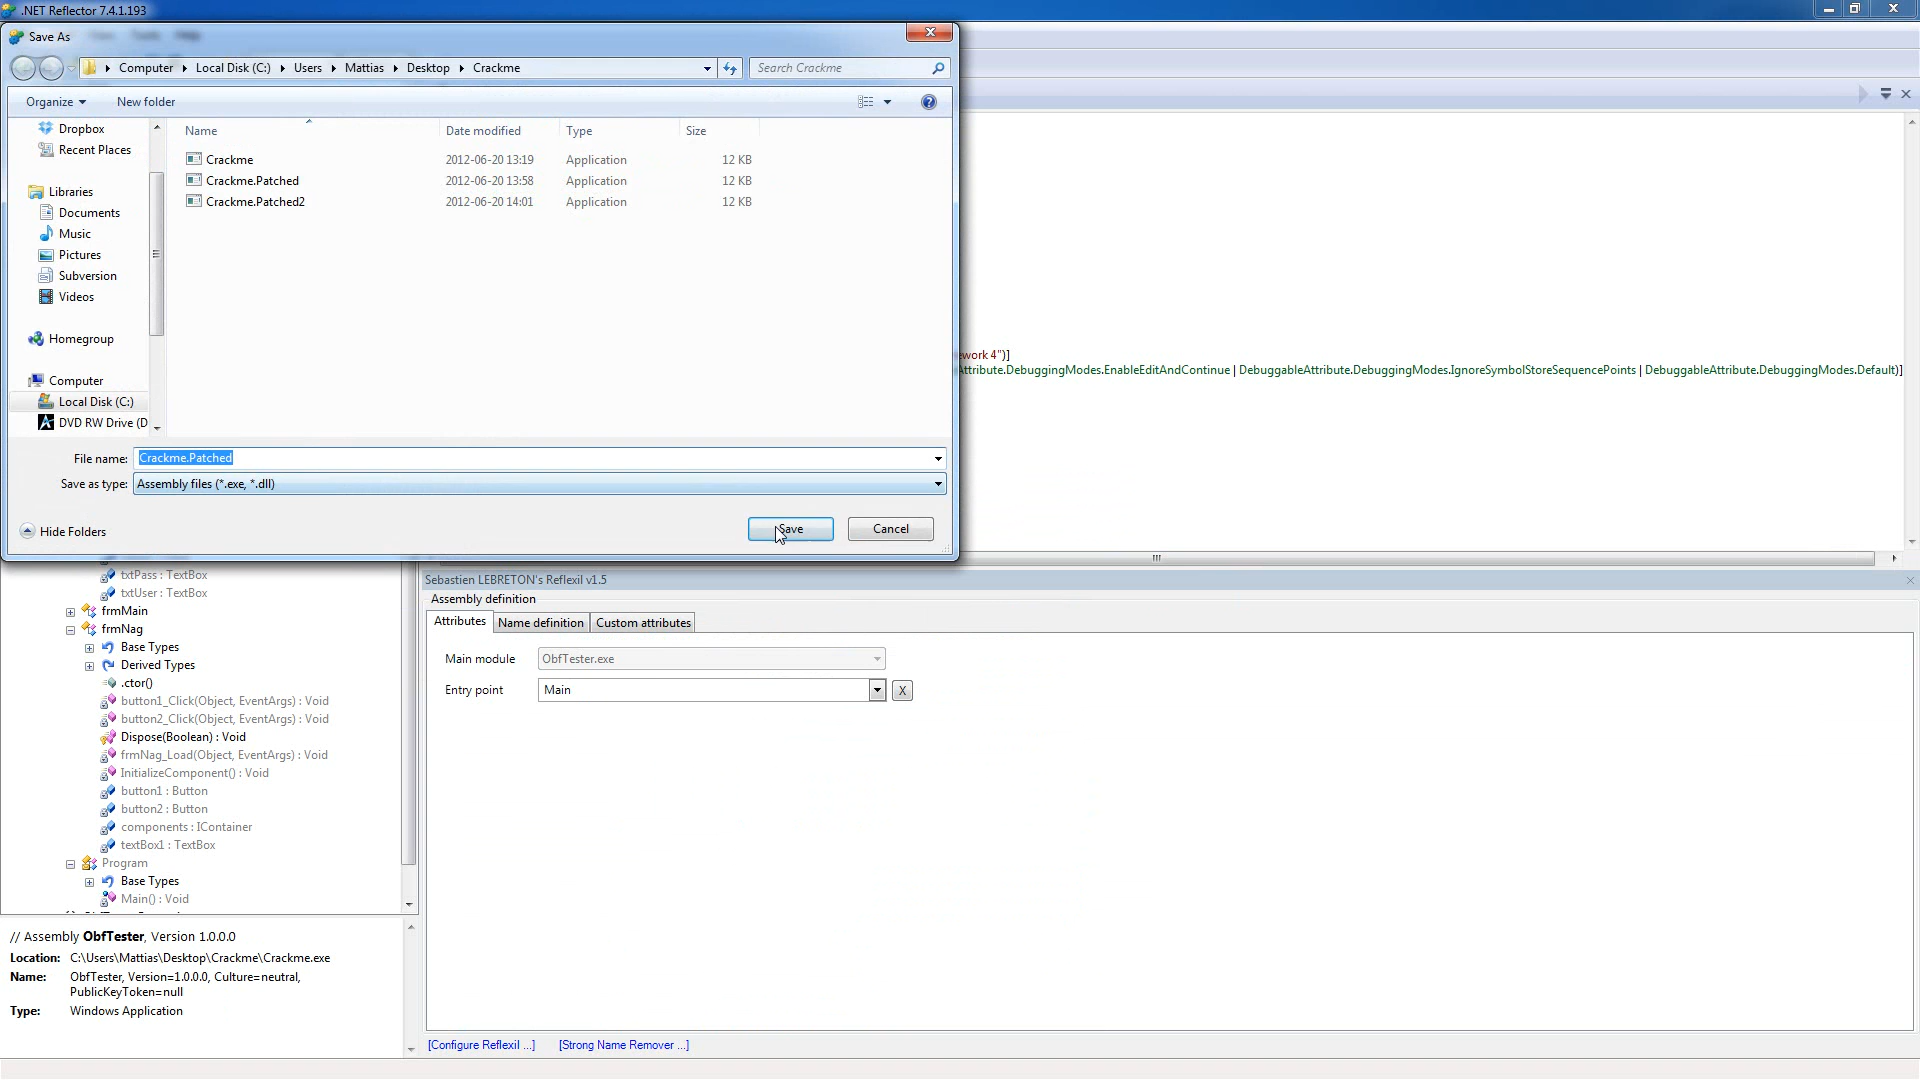 .NET Reflector 7.4.1.193
Save As
Computer Local Disk (C:) Users Mattias Desktop Crackme
Search Crackme
Organize New folder
Name Date modified Type Size
Dropbox
Recent Places
Libraries
Documents
Music
Pictures
Subversion
Videos
Homegroup
Computer
Local Disk (C:)
DVD RW Drive (D
Crackme 2012-06-20 13:19 Application 12 KB
Crackme.Patched 2012-06-20 13:58 Application 12 KB
Crackme.Patched2 2012-06-20 14:01 Application 12 KB
File name: Crackme.Patched
Save as type: Assembly files (*.exe, *.dll)
Hide Folders
Save Cancel
ework 4")]
Attribute.DebuggingModes.EnableEditAndContinue | DebuggableAttribute.DebuggingModes.IgnoreSymbolStoreSequencePoints | DebuggableAttribute.DebuggingModes.Default)]
txtPass : TextBox
txtUser : TextBox
frmMain
frmNag
Base Types
Derived Types
.ctor()
button1_Click(Object, EventArgs) : Void
button2_Click(Object, EventArgs) : Void
Dispose(Boolean) : Void
frmNag_Load(Object, EventArgs) : Void
InitializeComponent() : Void
button1 : Button
button2 : Button
components : IContainer
textBox1 : TextBox
Program
Base Types
Main() : Void
// Assembly ObfTester, Version 1.0.0.0
Location: C:\Users\Mattias\Desktop\Crackme\Crackme.exe
Name: ObfTester, Version=1.0.0.0, Culture=neutral,
PublicKeyToken=null
Type: Windows Application
Sebastien LEBRETON's Reflexil v1.5
Assembly definition
Attributes Name definition Custom attributes
Main module ObfTester.exe
Entry point Main X
[Configure Reflexil ...] [Strong Name Remover ...]